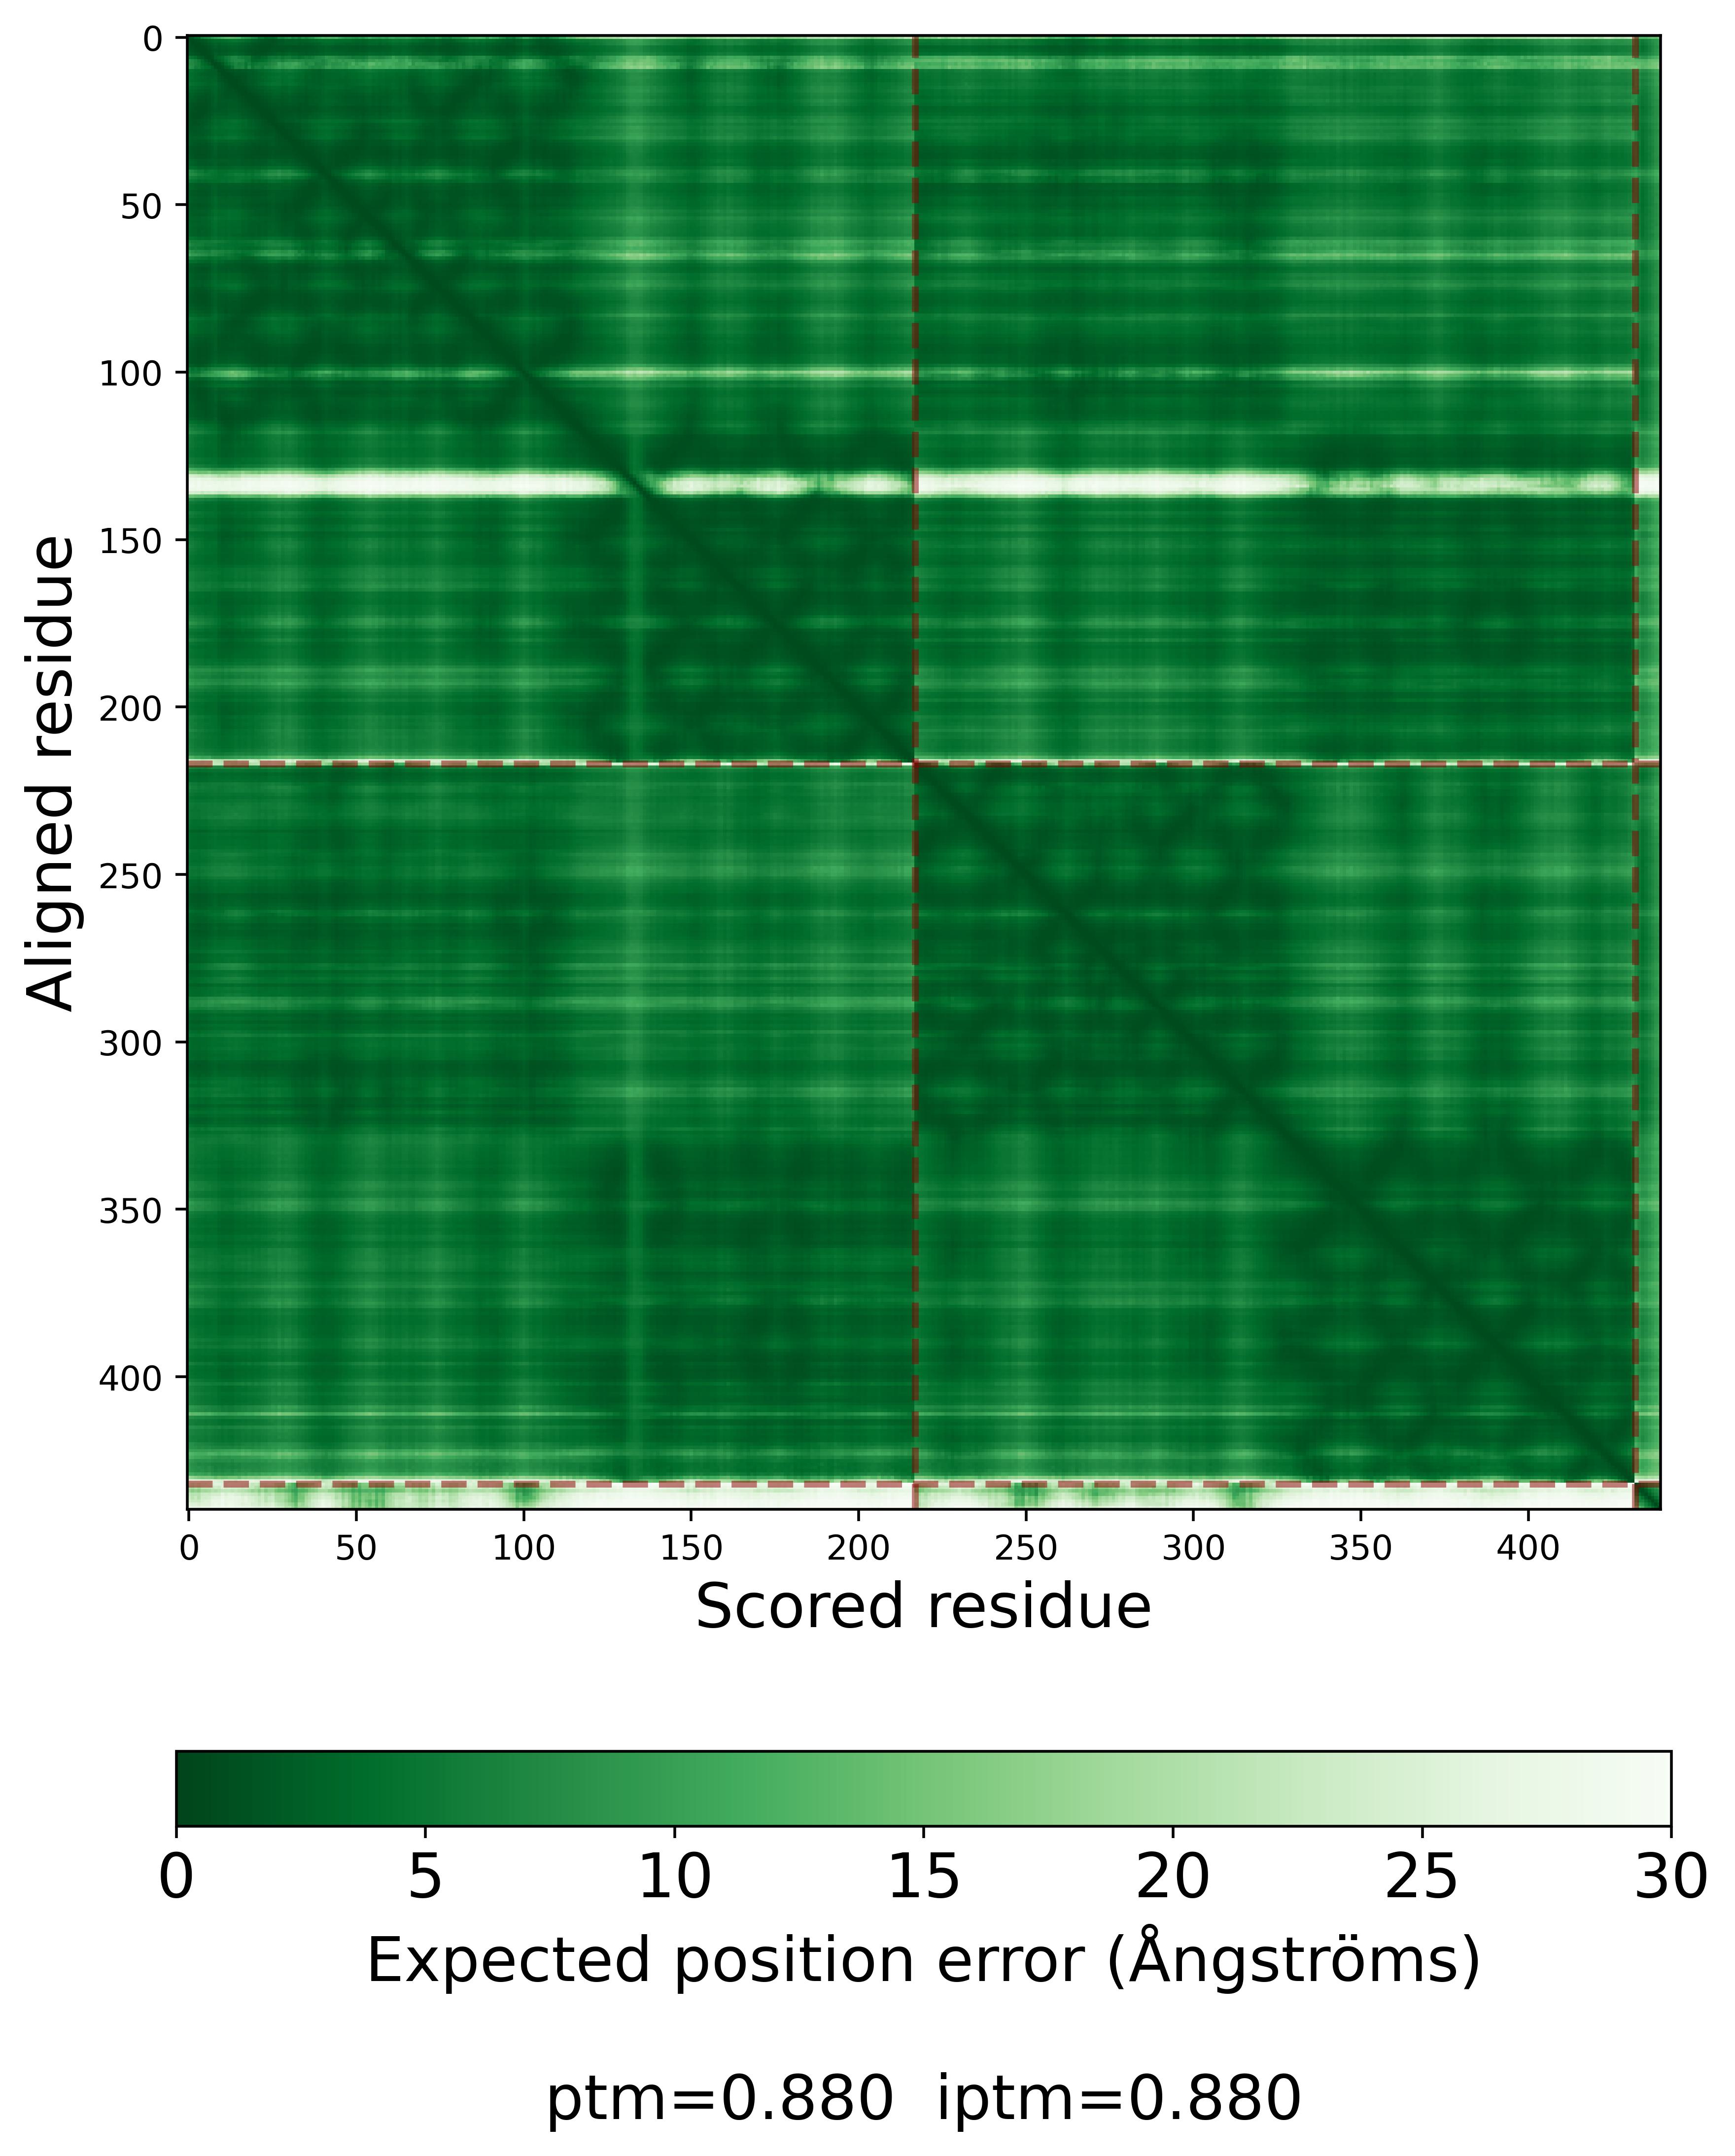 0
50
100
150
200
250
300
350
400
Aligned residue
0 50 100 150 200 250 300 350 400
Scored residue
0 5 10 15 20 25 30
Expected position error (Ångströms)
ptm=0.880 iptm=0.880